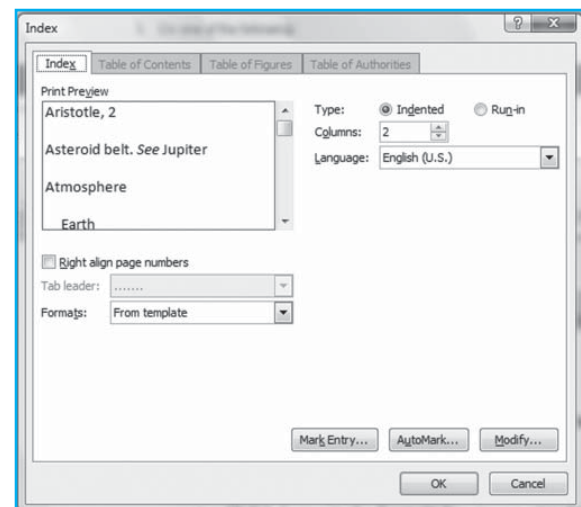 Index
Index Table of Contents Table of Figures Table of Authorities
Print Preview
Aristotle, 2
Asteroid belt. See Jupiter
Atmosphere
Earth
Type: Indented Run-in
Columns: 2
Language: English (U.S.)
Right align page numbers
Tab leader: .......
Formats: From template
Mark Entry... AutoMark... Modify...
OK Cancel